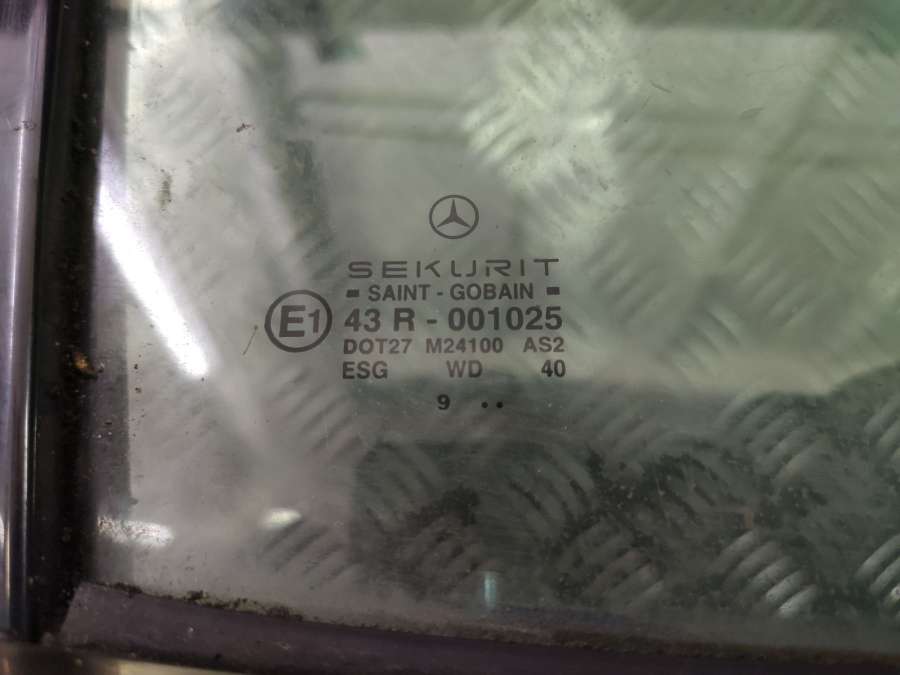 SEKURIT
SAINT - GOBAIN
E1 43 R - 001025
DOT27 M24100 AS2
ESG WD 40
9 ..